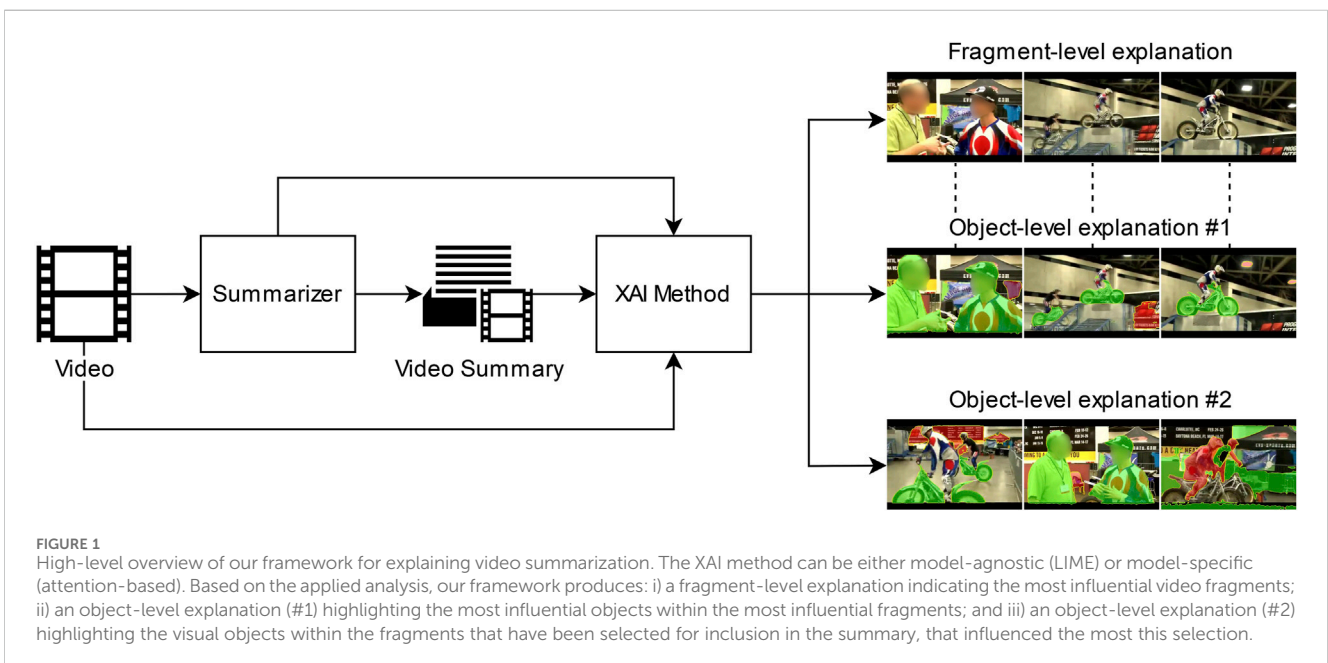 Fragment-level explanation
Object-level explanation #1
Summarizer
XAI Method
Video
Video Summary
Object-level explanation #2
FIGURE 1
High-level overview of our framework for explaining video summarization. The XAI method can be either model-agnostic (LIME) or model-specific
(attention-based). Based on the applied analysis, our framework produces: i) a fragment-level explanation indicating the most influential video fragments;
ii) an object-level explanation (#1) highlighting the most influential objects within the most influential fragments; and iii) an object-level explanation (#2)
highlighting the visual objects within the fragments that have been selected for inclusion in the summary, that influenced the most this selection.